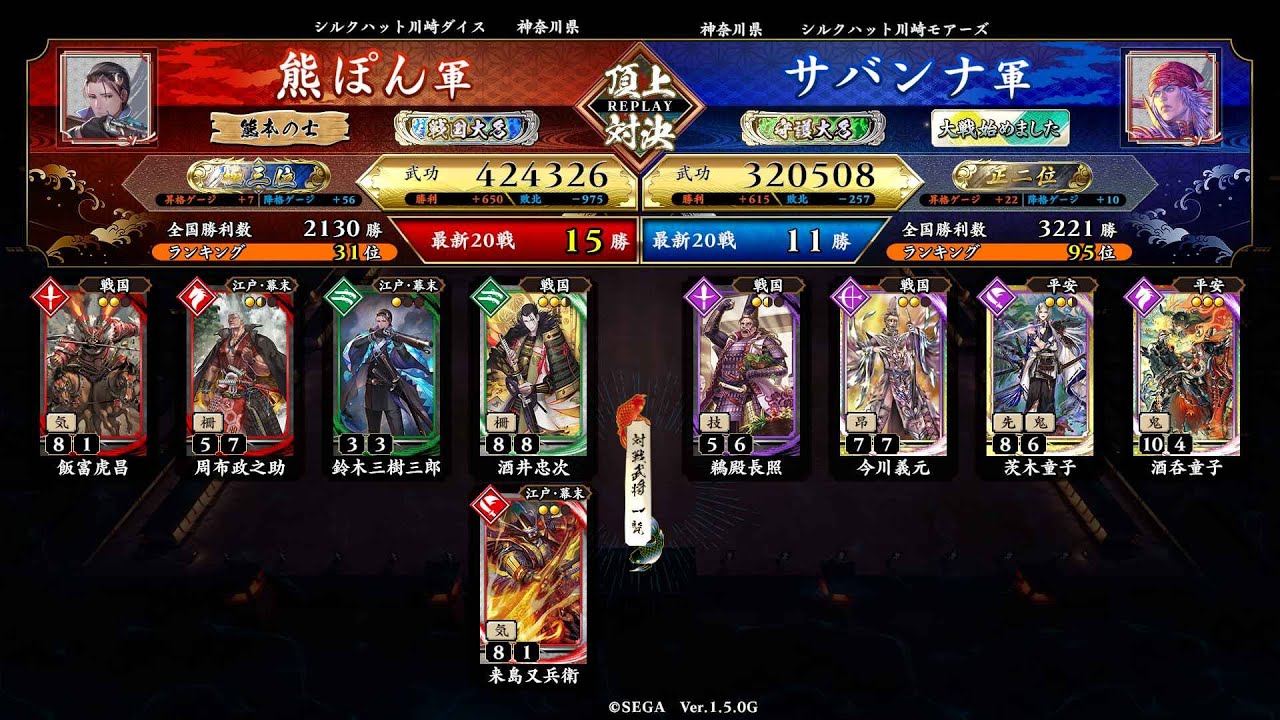 シルクハット川崎ダイス 神奈川県
神奈川県 シルクハット川崎モアーズ
熊ぽん軍
頂上
REPLAY
対決
サバンナ軍
熊本の士
戦国大名
守護大名
大戦始めました
三位
武功 424326
武功 320508
正二位
昇格ゲージ +7 降格ゲージ +56
勝利 +650 敗北 -975
勝利 +615 敗北 -257
昇格ゲージ +22 降格ゲージ +10
全国勝利数 2130 勝
ランキング 31位
最新20戦 15勝
最新20戦 11勝
全国勝利数 3221 勝
ランキング 95位
戦国
気
8 1
飯富虎昌
江戸・幕末
柵
5 7
周布政之助
江戸・幕末
3 3
鈴木三樹三郎
戦国
柵
8 8
酒井忠次
対戦武将一覧
戦国
技
5 6
鵜殿長照
戦国
昂
7 7
今川義元
平安
先 鬼
8 6
茨木童子
平安
鬼
10 4
酒呑童子
江戸・幕末
気
8 1
来島又兵衛
©SEGA Ver.1.5.0G